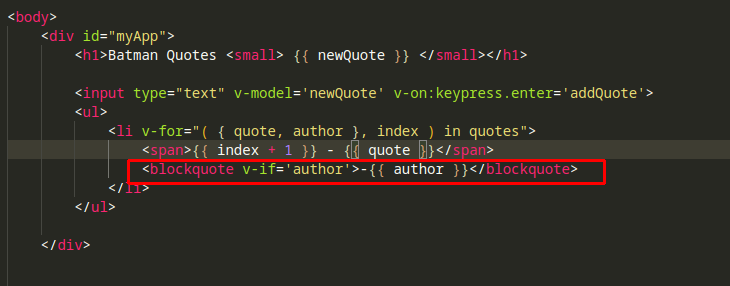 <body>
<div id="myApp">
<h1>Batman Quotes <small> {{ newQuote }} </small></h1>
<input type="text" v-model='newQuote' v-on:keypress.enter='addQuote'>
<ul>
<li v-for="( { quote, author }, index ) in quotes">
<span>{{ index + 1 }} - {{ quote }}</span>
<blockquote v-if='author'>-{{ author }}</blockquote>
</li>
</ul>
</div>